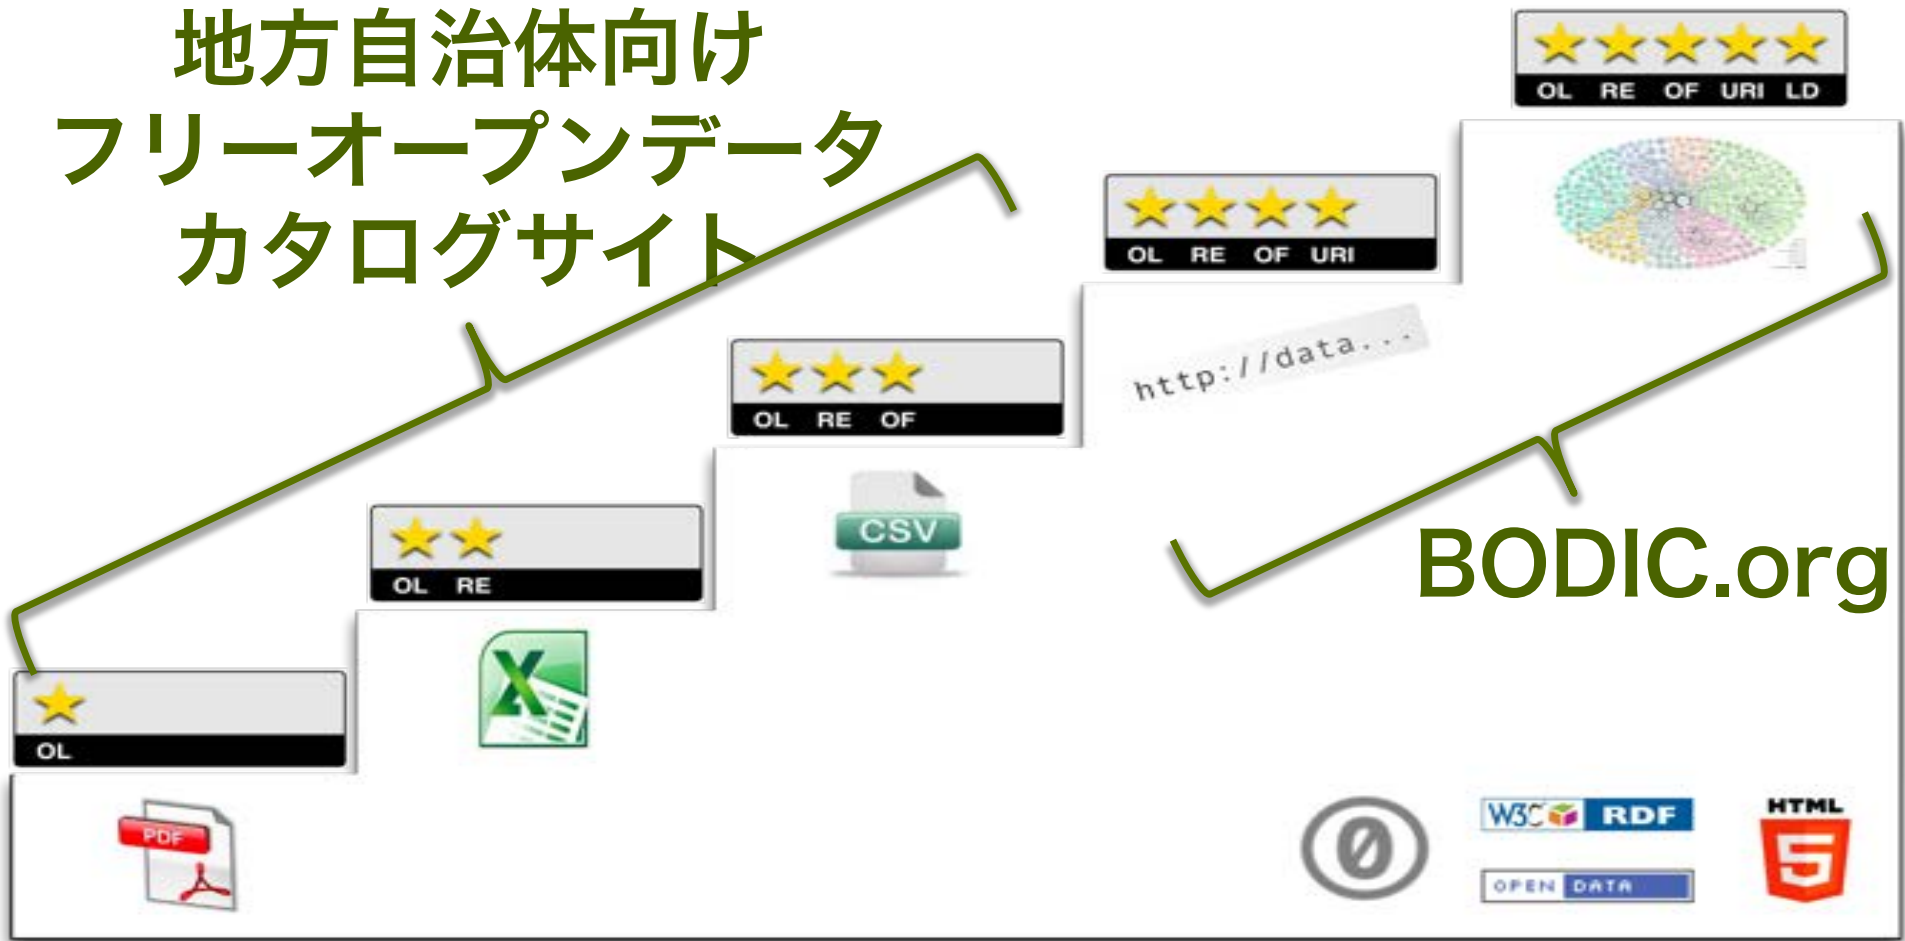 地方自治体向け
フリーオープンデータ
カタログサイト
OL RE OF URI LD
OL RE OF URI
http://data...
OL RE OF
CSV
BODIC.org
OL RE
OL
PDF
W3C RDF
OPEN DATA
HTML
5
0